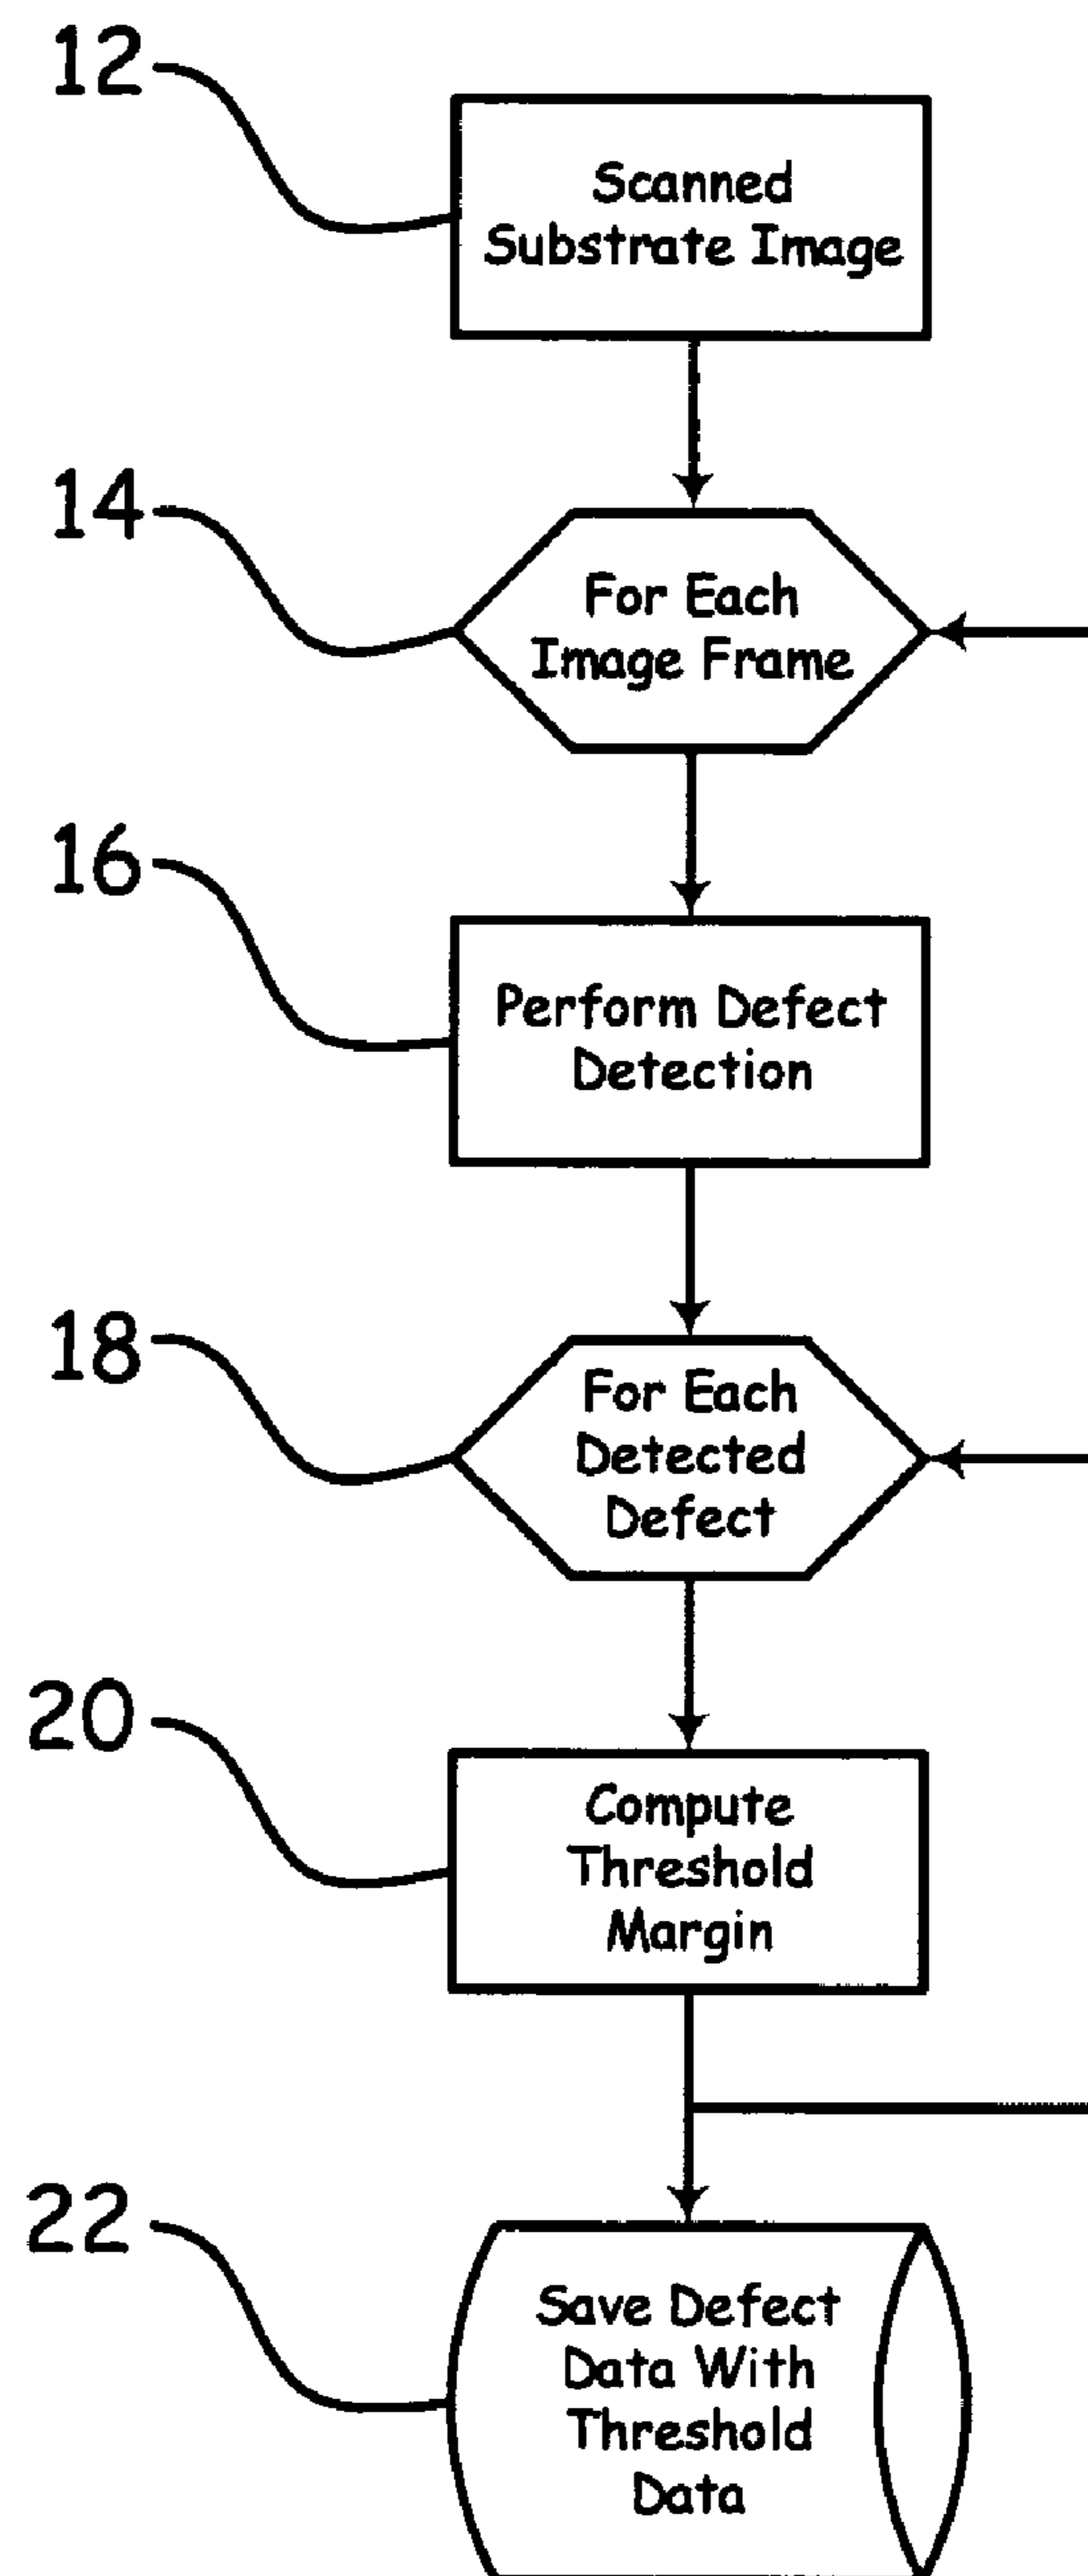 12
Scanned
Substrate Image
14
For Each
Image Frame
16
Perform Defect
Detection
18
For Each
Detected
Defect
20
Compute
Threshold
Margin
22
Save Defect
Data With
Threshold
Data